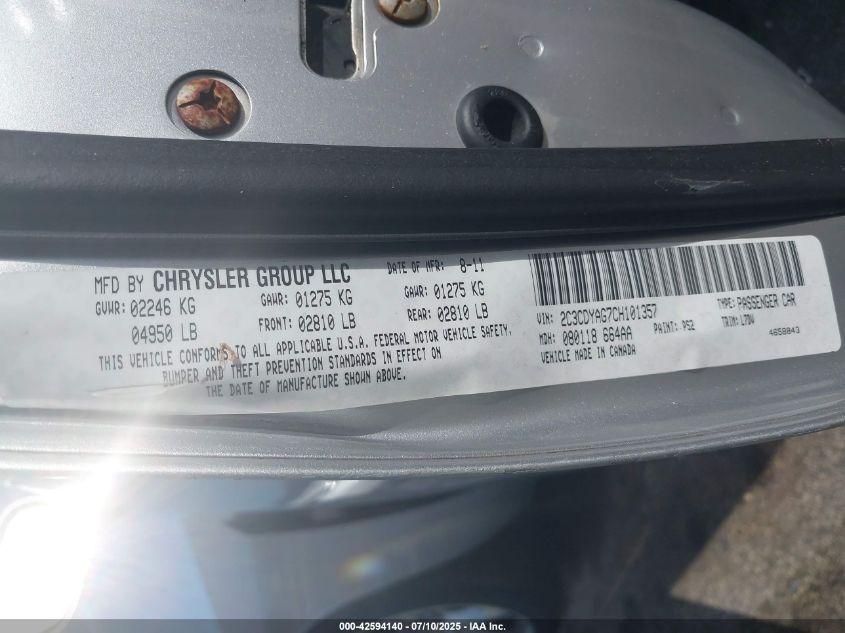 MFD BY CHRYSLER GROUP LLC DATE OF MFR: 8-11
GVWR: 02246 KG GAWR: 01275 KG GAWR: 01275 KG
04950 LB FRONT: 02810 LB REAR: 02810 LB
THIS VEHICLE CONFORMS TO ALL APPLICABLE U.S.A. FEDERAL MOTOR VEHICLE SAFETY,
BUMPER AND THEFT PREVENTION STANDARDS IN EFFECT ON
THE DATE OF MANUFACTURE SHOWN ABOVE.
VIN: 2C3CDYAG7CH101357 TYPE: PASSENGER CAR
MDH: 080118 664AA PAINT: PS2 TRIM: L7DV
VEHICLE MADE IN CANADA 4658843
000-42594140 - 07/10/2025 - IAA Inc.